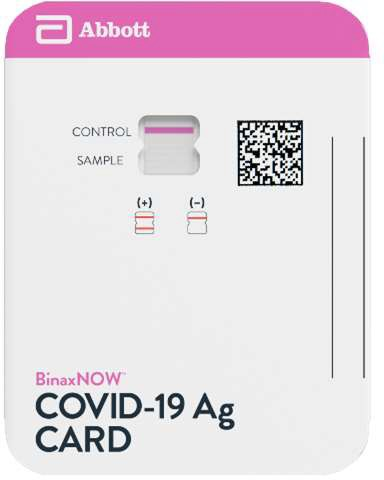 Abbott
CONTROL
SAMPLE
(+) (-)
BinaxNOW™
COVID-19 Ag
CARD